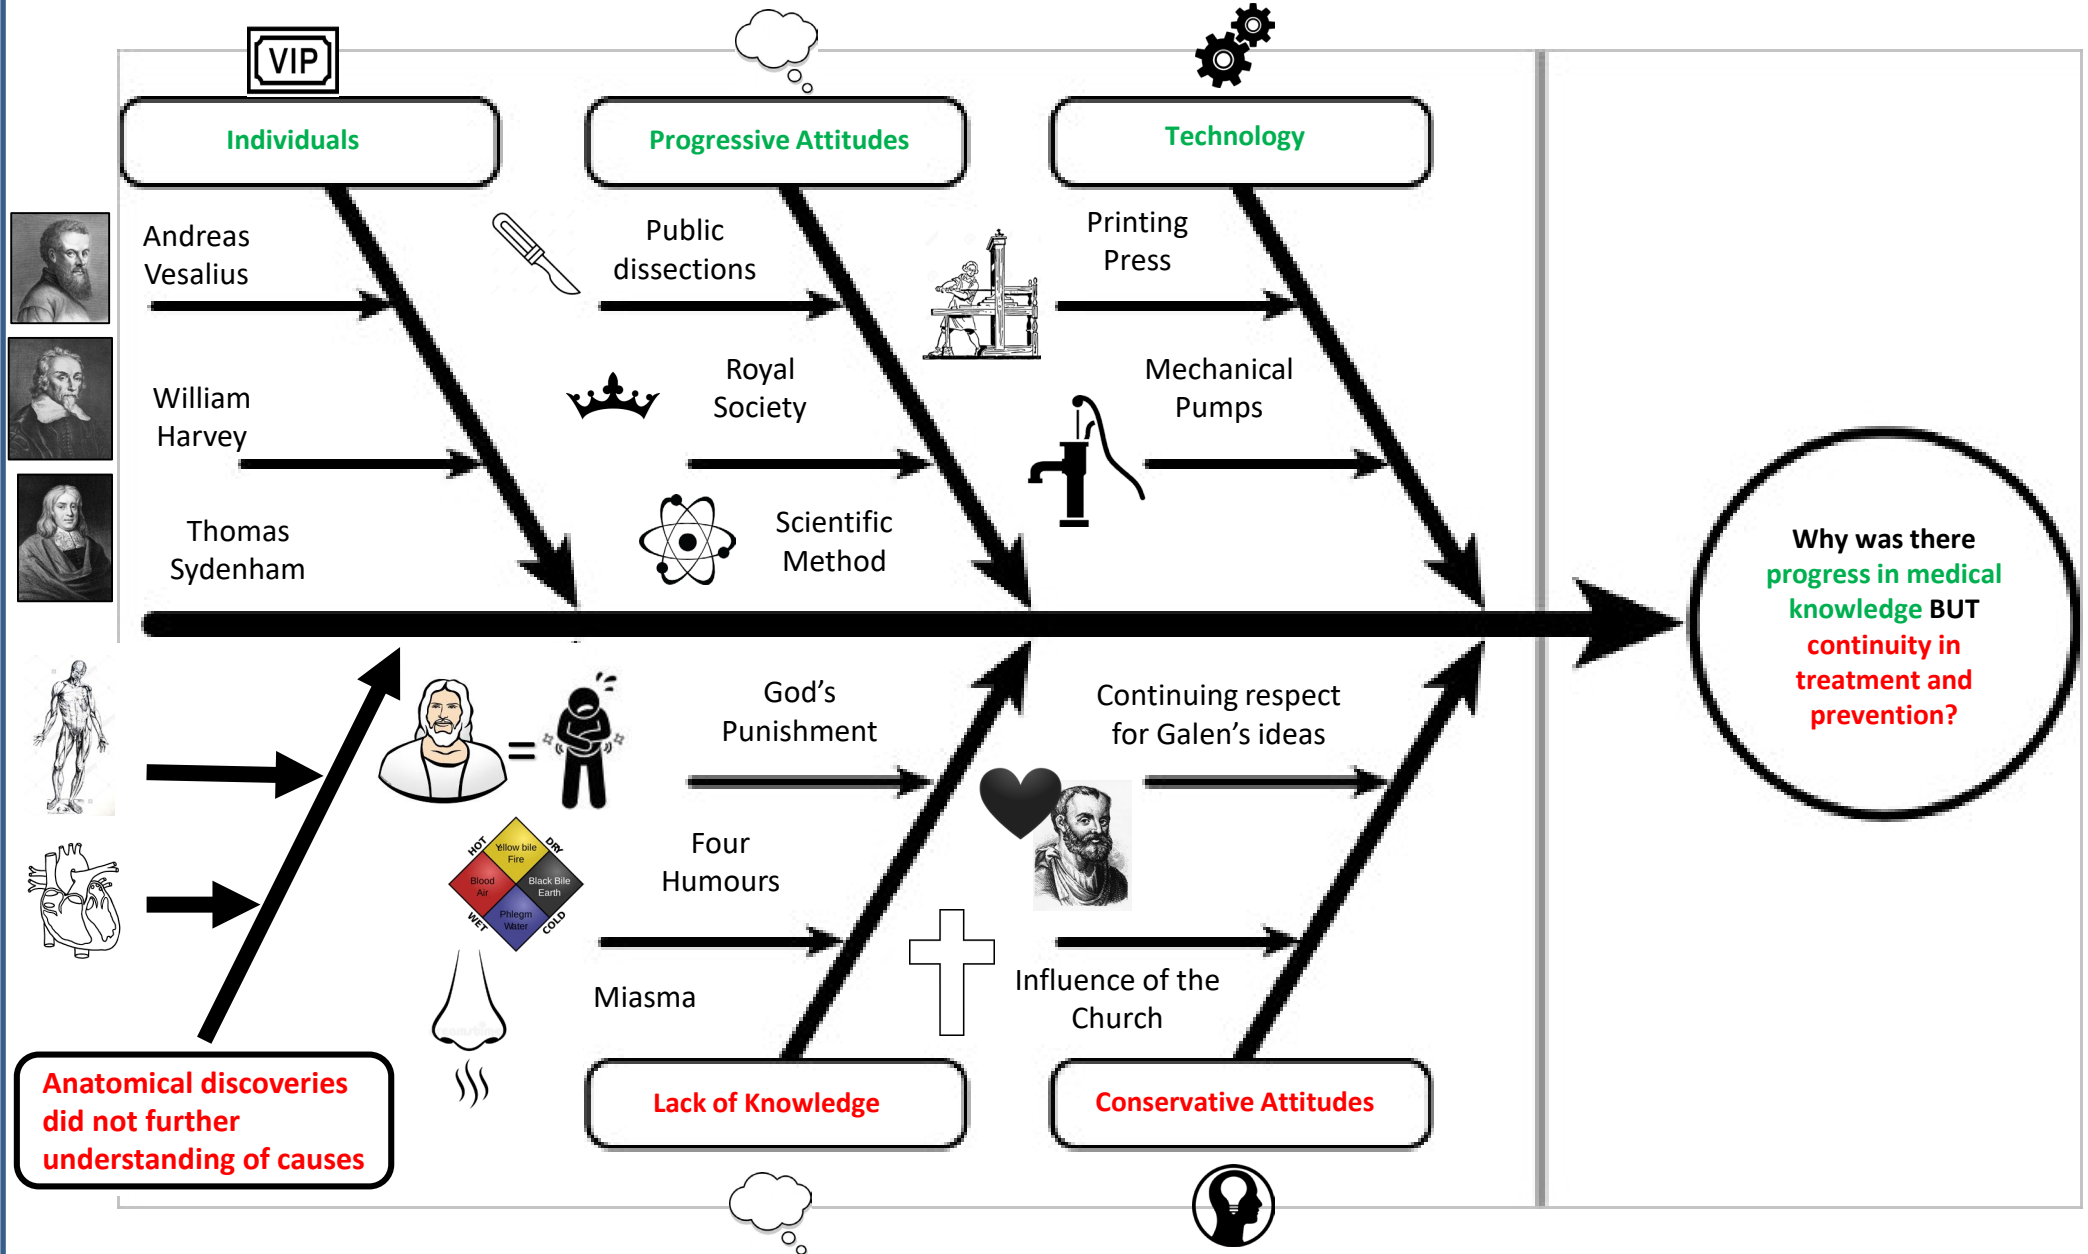 VIP
Individuals
Progressive Attitudes
Technology
Andreas
Vesalius
Public
dissections
Printing
Press
William
Harvey
Royal
Society
Mechanical
Pumps
Thomas
Sydenham
Scientific
Method
Why was there
progress in medical
knowledge BUT
continuity in
treatment and
prevention?
=
God's
Punishment
Continuing respect
for Galen's ideas
HOT
DRY
Yellow bile
Fire
Blood
Air
Black Bile
Earth
Phlegm
Water
WET
COLD
Four
Humours
Miasma
Influence of the
Church
Anatomical discoveries
did not further
understanding of causes
Lack of Knowledge
Conservative Attitudes